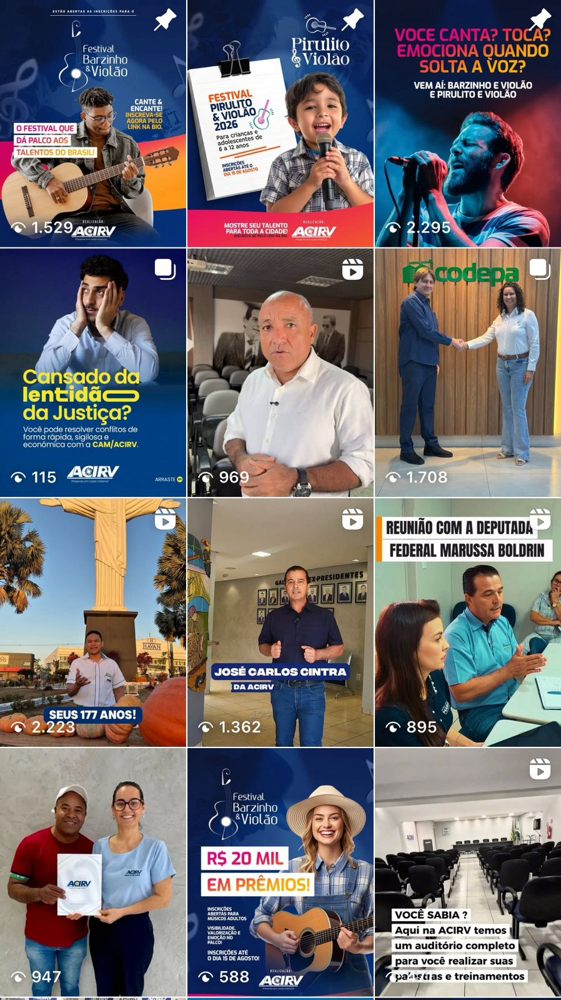 ESTÃO ABERTAS AS INSCRIÇÕES PARA O
Festival
Barzinho
& Violão
CANTE &
ENCANTE!
INSCREVA-SE
AGORA PELO
LINK NA BIO.
O FESTIVAL QUE
DÁ PALCO AOS
TALENTOS DO BRASIL!
1.529
REALIZAÇÃO:
ACIRV
Presente em cada história!
Pirulito
& Violão
FESTIVAL
PIRULITO
& VIOLÃO
2026
Para crianças e
adolescentes de
6 a 12 anos
INSCRIÇÕES
ABERTAS ATÉ O
DIA 15 DE AGOSTO
MOSTRE SEU TALENTO
PARA TODA A CIDADE!
INSCREVA-SE PELO LINK NA BIO.
REALIZAÇÃO:
ACIRV
Presente em cada história!
VOCE CANTA? TOCA?
EMOCIONA QUANDO
SOLTA A VOZ?
VEM AÍ: BARZINHO E VIOLÃO
E PIRULITO E VIOLÃO
2.295
Cansado da
lentidão
da Justiça?
Você pode resolver conflitos de
forma rápida, sigilosa e
econômica com a CAM/ACIRV.
115
ACIRV
Presente em cada história!
ARRASTE
969
codepa
1.708
HAVAN
SEUS 177 ANOS!
2.223
EX-PRESIDENTES
JOSÉ CARLOS CINTRA
DA ACIRV
1.362
REUNIÃO COM A DEPUTADA
FEDERAL MARUSSA BOLDRIN
895
ACIRV
ACIRV
947
Festival
Barzinho
& Violão
R$ 20 MIL
EM PRÊMIOS!
INSCRIÇÕES
ABERTAS PARA
MÚSICOS ADULTOS
VISIBILIDADE,
VALORIZAÇÃO E
EMOÇÃO NO
PALCO!
INSCRIÇÕES ATÉ
O DIA 15 DE AGOSTO!
588
REALIZAÇÃO:
ACIRV
Presente em cada história!
ACIRV
VOCÊ SABIA ?
Aqui na ACIRV temos
um auditório completo
para você realizar suas
palestras e treinamentos